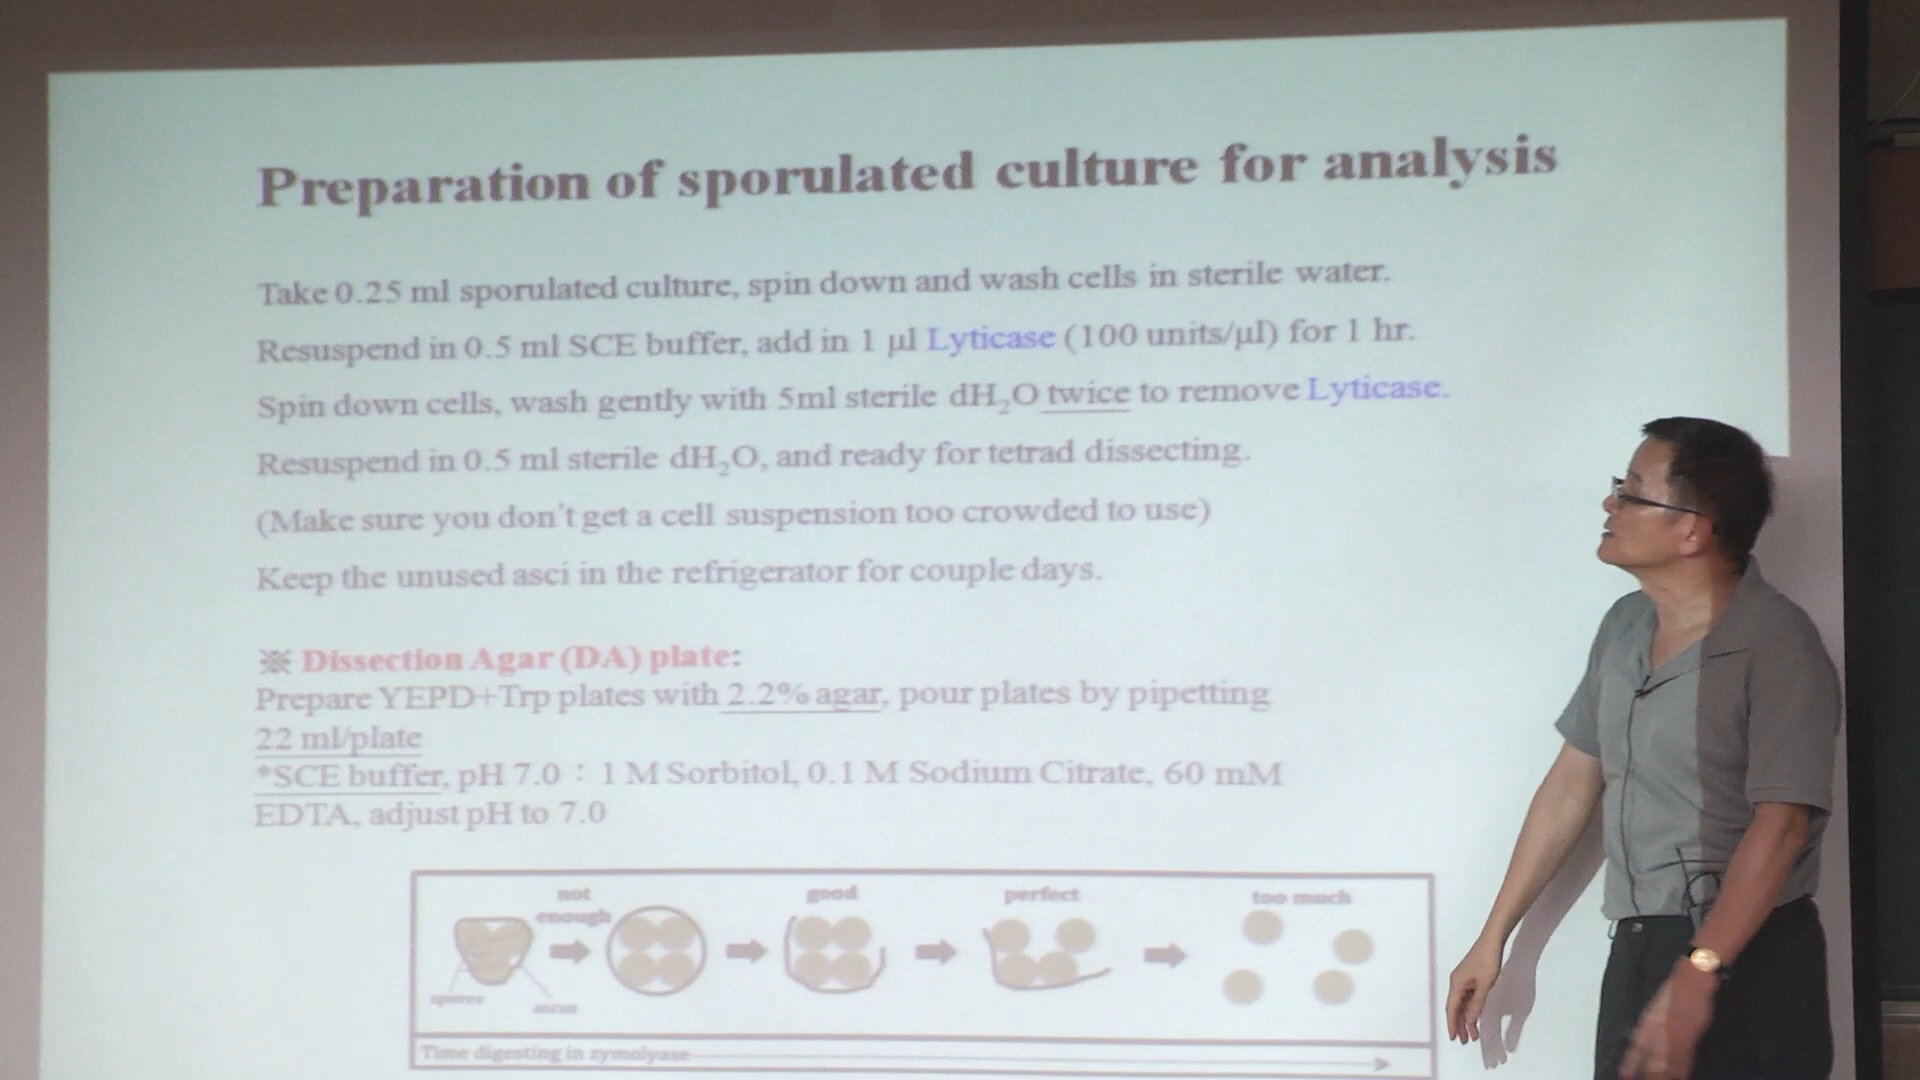 Preparation of sporulated culture for analysis
Take 0.25 ml sporulated culture, spin down and wash cells in sterile water.
Resuspend in 0.5 ml SCE buffer, add in 1 µl Lyticase (100 units/µl) for 1 hr.
Spin down cells, wash gently with 5ml sterile dH₂O twice to remove Lyticase.
Resuspend in 0.5 ml sterile dH₂O, and ready for tetrad dissecting.
(Make sure you don't get a cell suspension too crowded to use)
Keep the unused asci in the refrigerator for couple days.
※ Dissection Agar (DA) plate:
Prepare YEPD+Trp plates with 2.2% agar, pour plates by pipetting
22 ml/plate
*SCE buffer, pH 7.0 : 1 M Sorbitol, 0.1 M Sodium Citrate, 60 mM
EDTA, adjust pH to 7.0
not enough
good
perfect
too much
spores
ascus
Time digesting in zymolyase